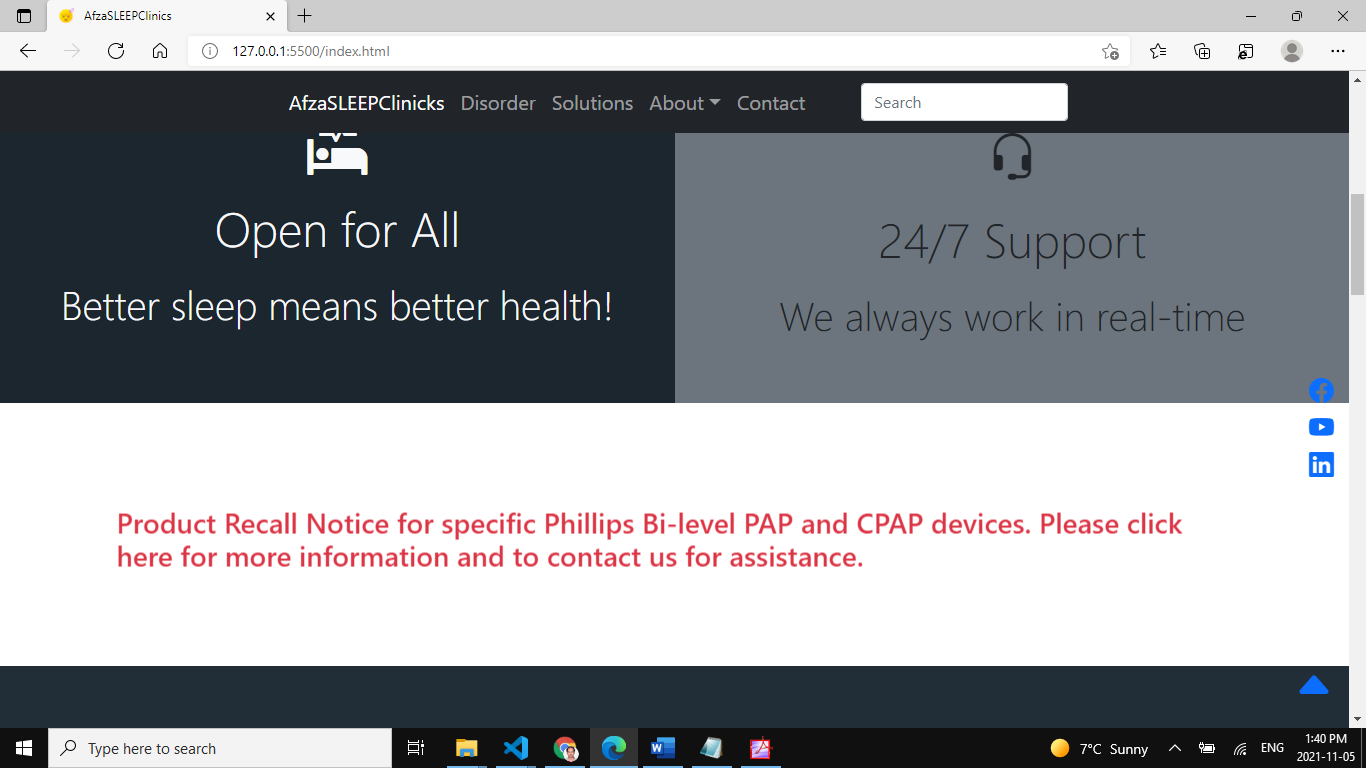 AfzaSLEEPClinics
127.0.0.1:5500/index.html
AfzaSLEEPClinicks Disorder Solutions About Contact Search
Open for All
Better sleep means better health!
24/7 Support
We always work in real-time
Product Recall Notice for specific Phillips Bi-level PAP and CPAP devices. Please click
here for more information and to contact us for assistance.
Type here to search
7°C Sunny
ENG
1:40 PM
2021-11-05